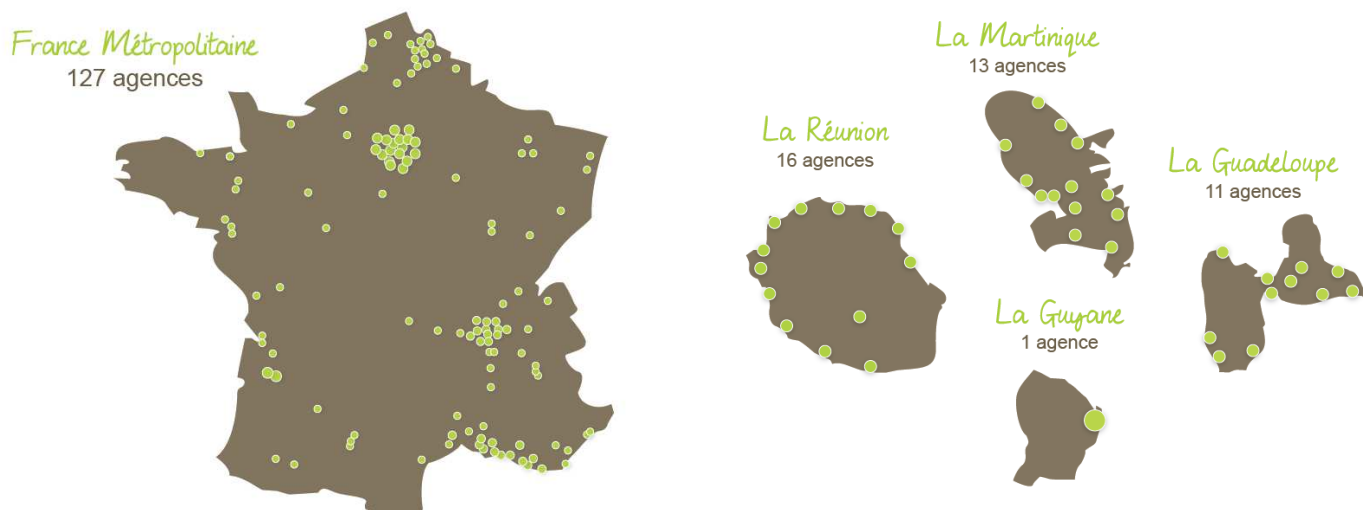 France Métropolitaine
127 agences
La Martinique
13 agences
La Réunion
16 agences
La Guadeloupe
11 agences
La Guyane
1 agence